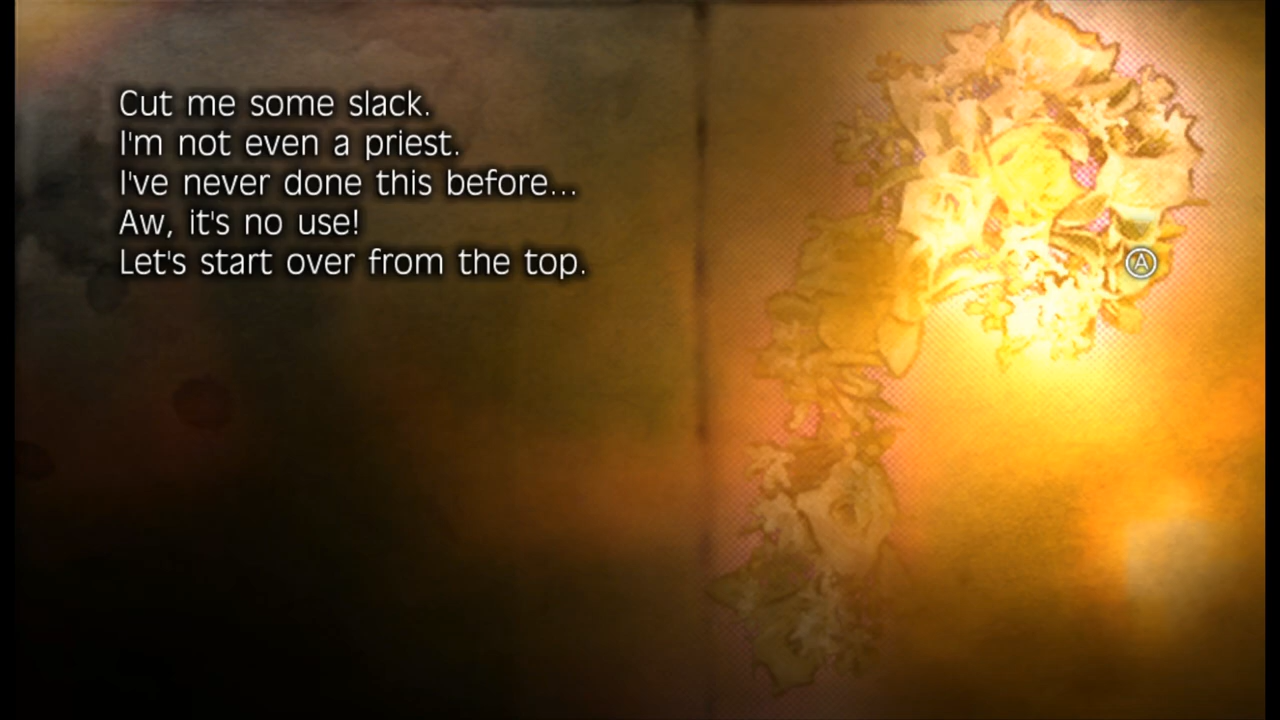 Cut me some slack.
I'm not even a priest.
I've never done this before...
Aw, it's no use!
Let's start over from the top.
A